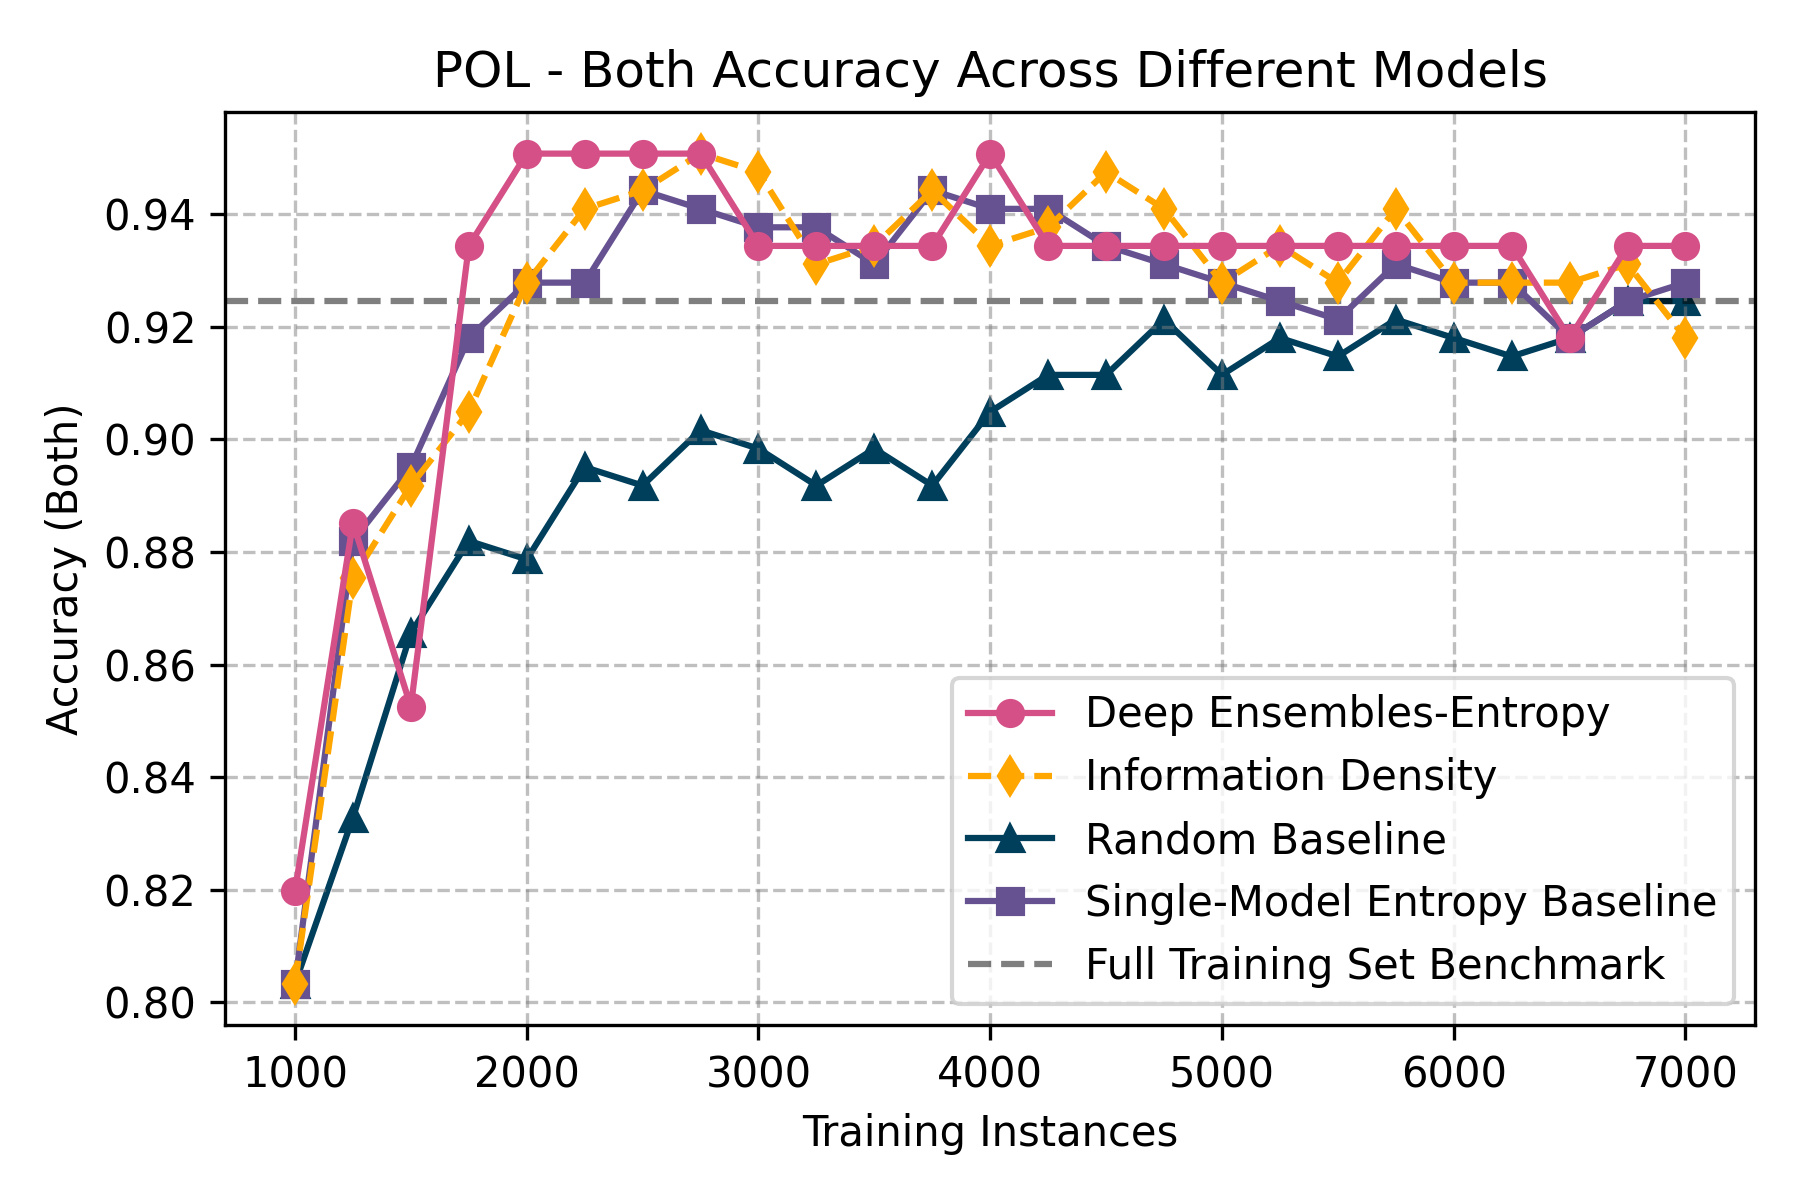 POL - Both Accuracy Across Different Models
Accuracy (Both)
0.94
0.92
0.90
0.88
0.86
0.84
0.82
0.80
Deep Ensembles-Entropy
Information Density
Random Baseline
Single-Model Entropy Baseline
Full Training Set Benchmark
1000 2000 3000 4000 5000 6000 7000
Training Instances